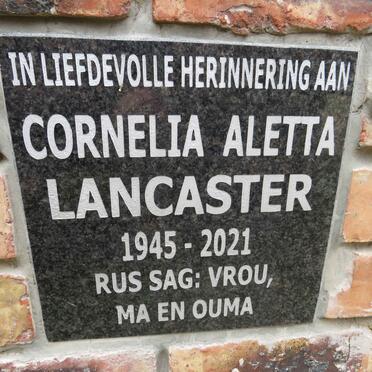 IN LIEFDEVOLLE HERINNERING AAN
CORNELIA ALETTA
LANCASTER
1945 - 2021
RUS SAG: VROU,
MA EN OUMA